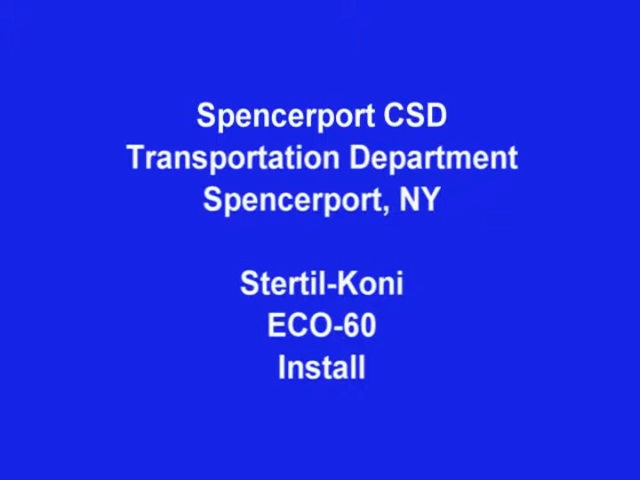 Spencerport CSD
Transportation Department
Spencerport, NY
Stertil-Koni
ECO-60
Install